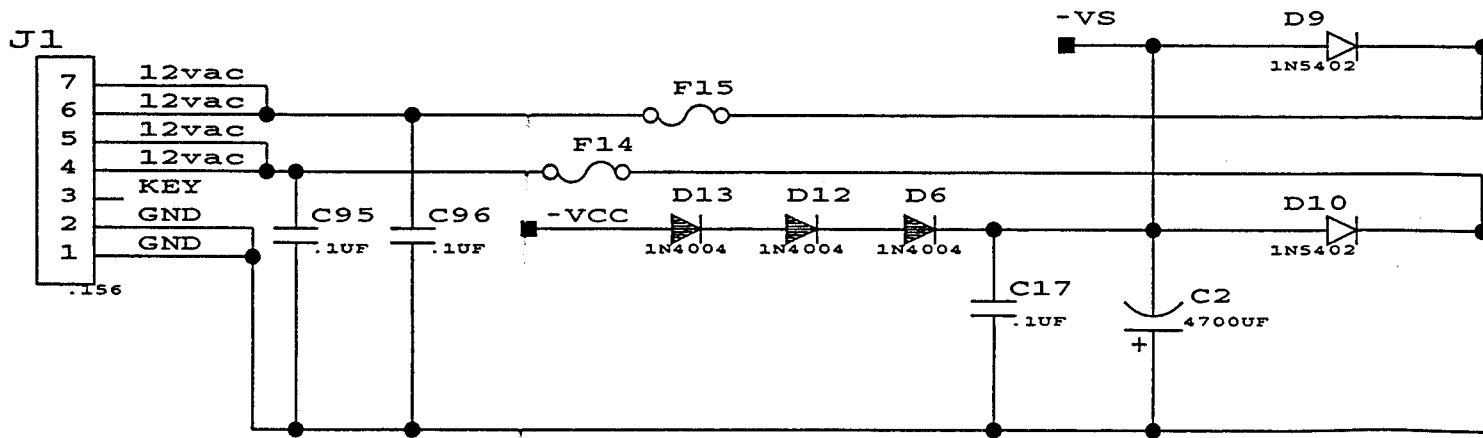 -VS
D9
1N5402
J1
7 12vac
6 12vac
5 12vac
4 12vac
3 KEY
2 GND
1 GND
.156
F15
F14
C95
.1UF
C96
.1UF
-VCC
D13
1N4004
D12
1N4004
D6
1N4004
D10
1N5402
C17
.1UF
C2
4700UF
+